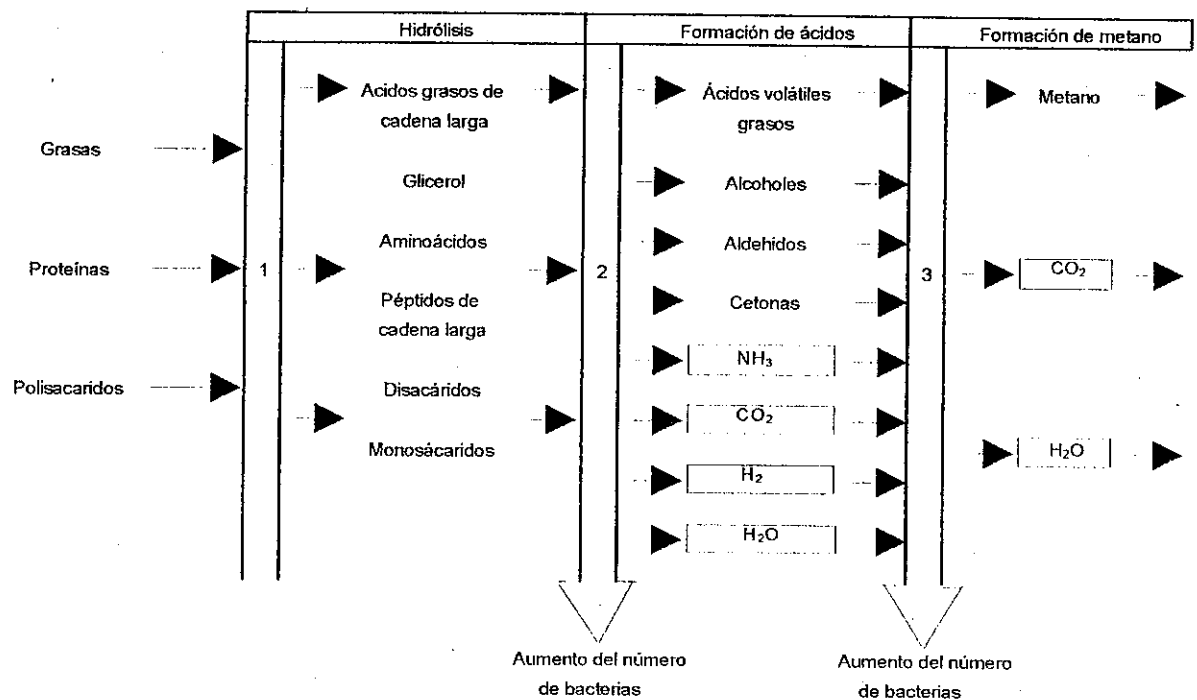 Hidrólisis
Formación de ácidos
Formación de metano
Acidos grasos de
cadena larga
Ácidos volátiles
grasos
Metano
Grasas
Glicerol
Alcoholes
Aminoácidos
Aldehídos
Proteínas
1
2
3
CO₂
Péptidos de
cadena larga
Cetonas
NH₃
Polisacaridos
Disacáridos
CO₂
Monosácaridos
H₂O
H₂
H₂O
Aumento del número
de bacterias
Aumento del número
de bacterias